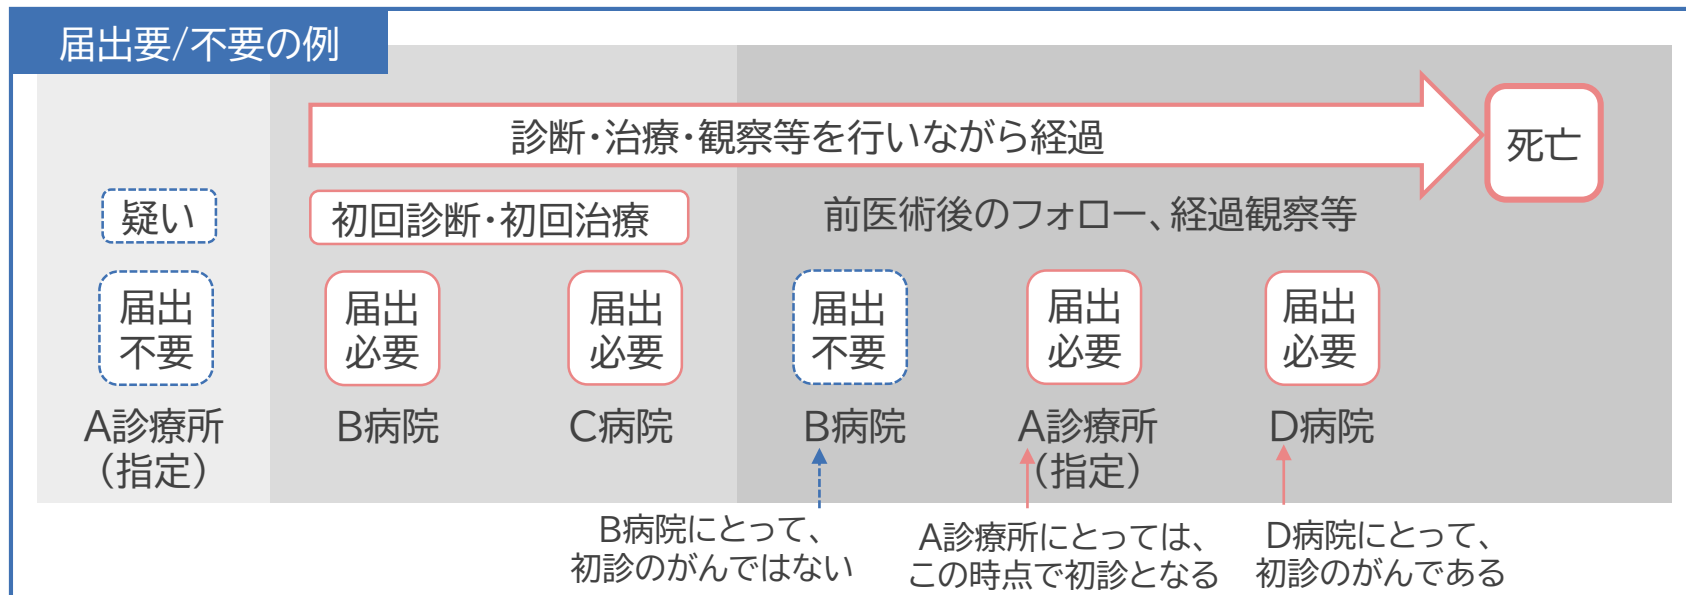 届出要/不要の例
診断・治療・観察等を行いながら経過
死亡
疑い
初回診断・初回治療
前医術後のフォロー、経過観察等
届出
不要
届出
必要
届出
必要
届出
不要
届出
必要
届出
必要
A診療所
（指定）
B病院
C病院
B病院
A診療所
（指定）
D病院
B病院にとって、
初診のがんではない
A診療所にとっては、
この時点で初診となる
D病院にとって、
初診のがんである